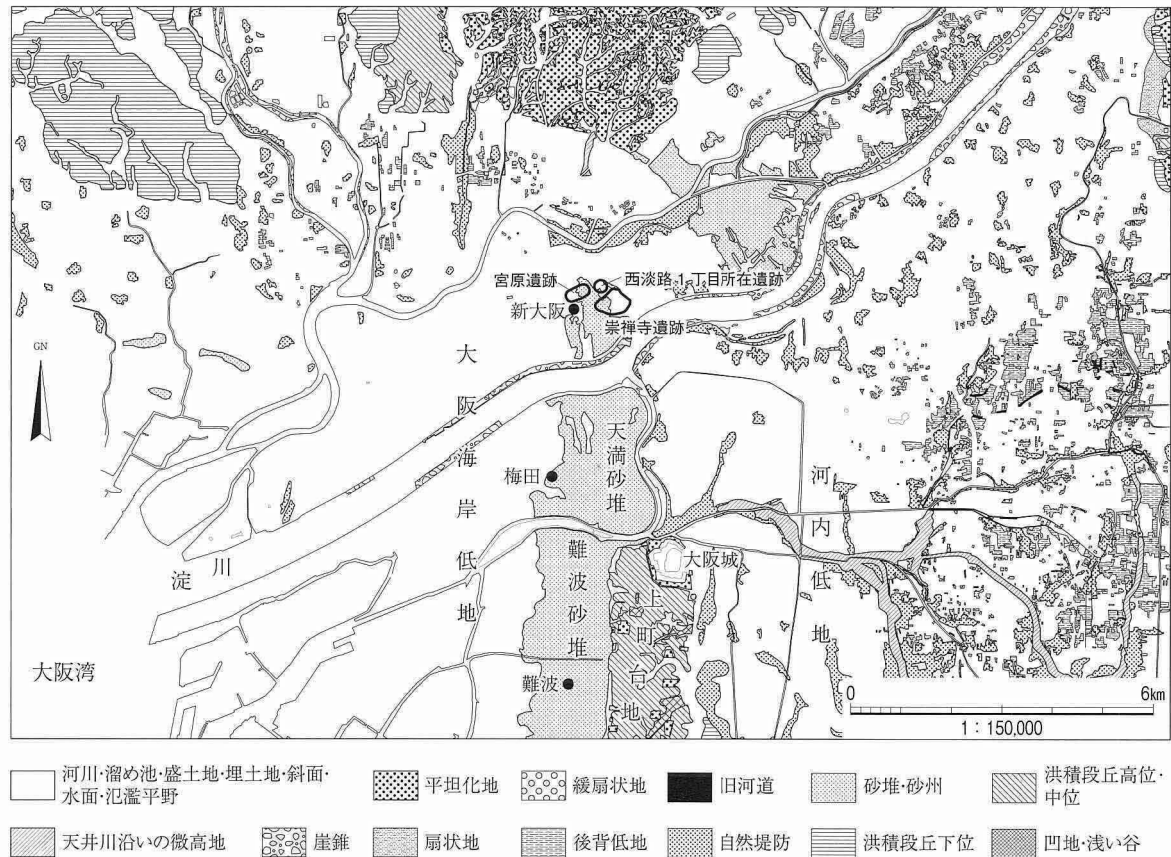 宮原遺跡
西淡路1丁目所在遺跡
新大阪
崇禅寺遺跡
GN
大阪海岸低地
天満砂堆
梅田
河内低地
淀川
難波砂堆
大阪城
上町台地
大阪湾
難波
0 6km
1:150,000
河川・溜め池・盛土地・埋土地・斜面・
水面・氾濫平野
平坦化地
緩扇状地
旧河道
砂堆・砂州
洪積段丘高位・
中位
天井川沿いの微高地
崖錐
扇状地
後背低地
自然堤防
洪積段丘下位
凹地・浅い谷